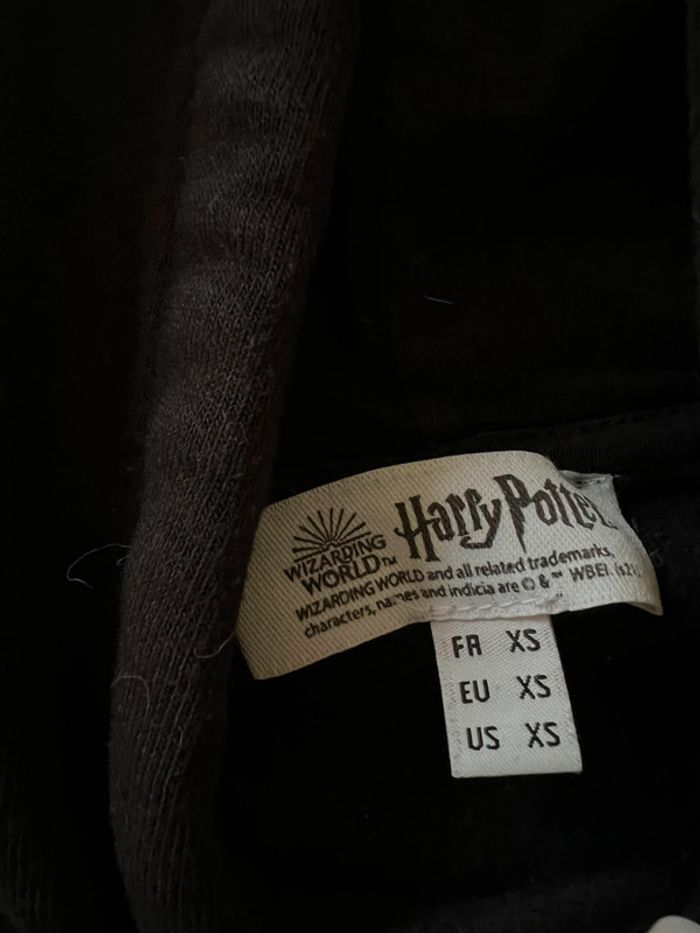 Harry Potter
WIZARDING
WORLD™
WIZARDING WORLD and all related trademarks,
characters, names and indicia are © & ™ WBEI. (s21)
FR XS
EU XS
US XS